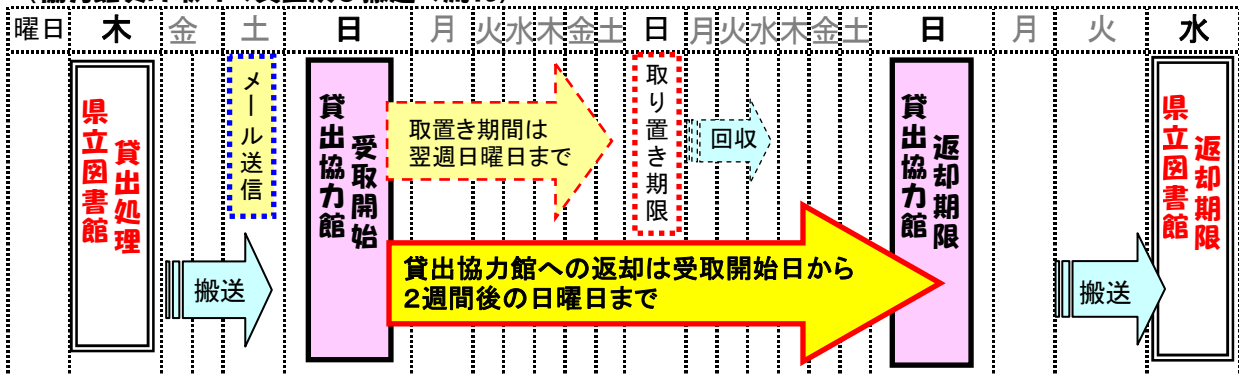 曜日 木 金 土 日 月 火 水 木 金 土 日 月 火 水 木 金 土 日 月 火 水
県立図書館
貸出処理
メール送信
貸出協力館
受取開始
取置き期間は
翌週日曜日まで
取り置き期限
回収
貸出協力館
返却期限
県立図書館
返却期限
搬送
貸出協力館への返却は受取開始日から
2週間後の日曜日まで
搬送